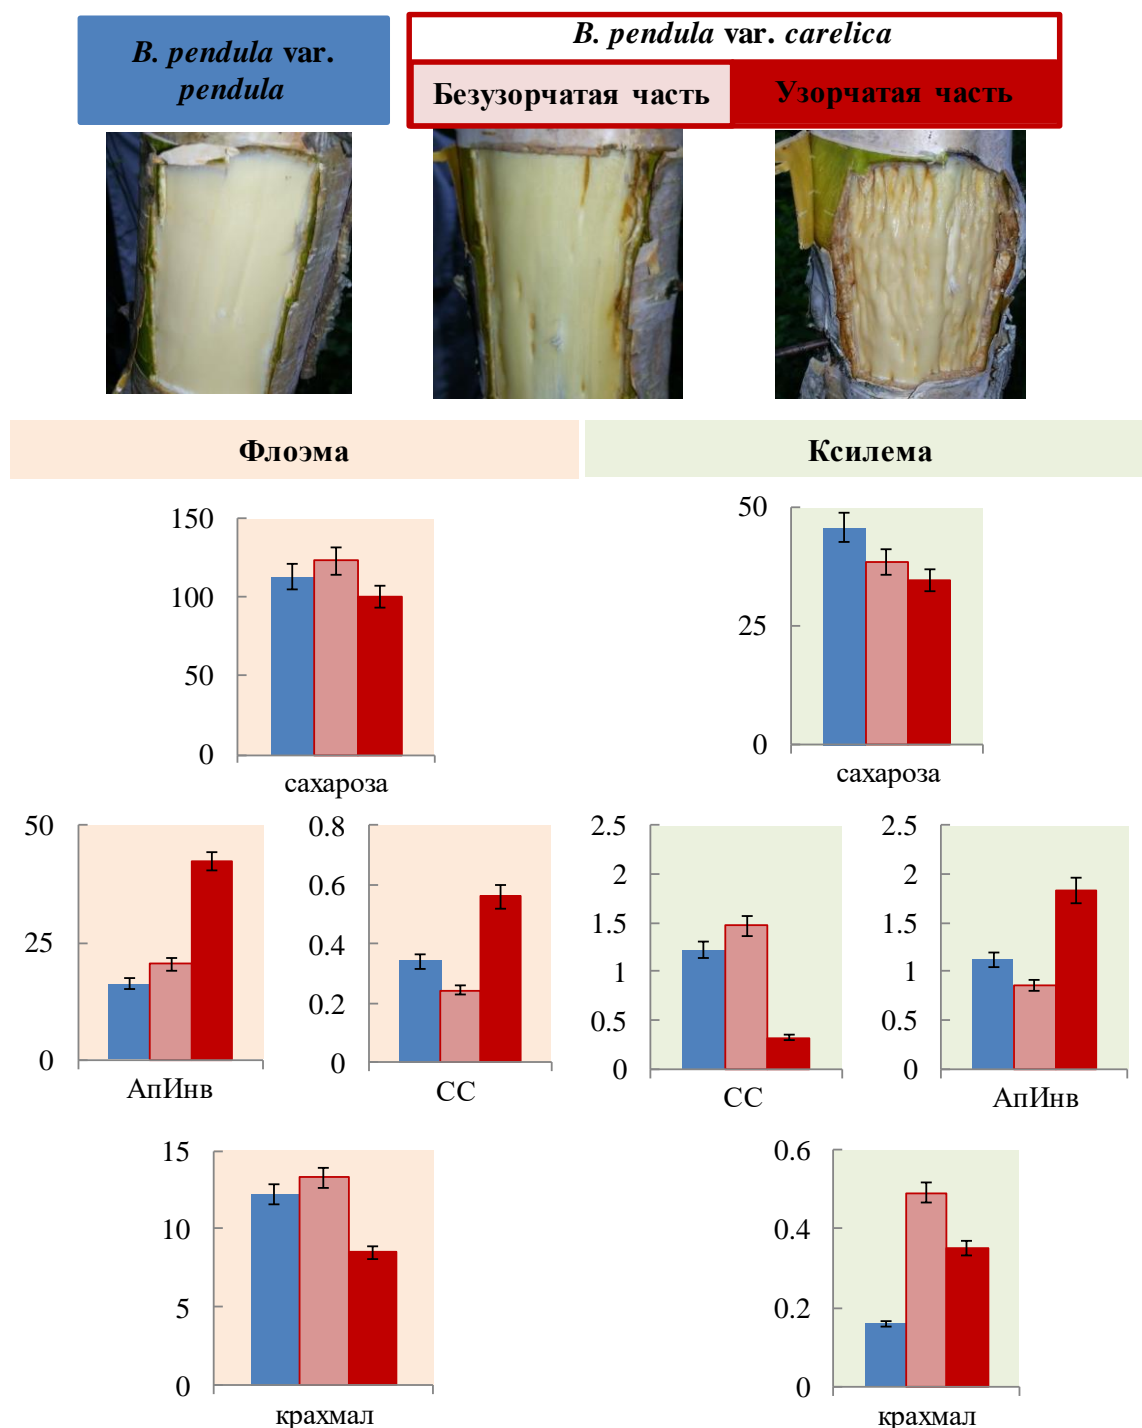 B. pendula var.
pendula
B. pendula var. carelica
Безузорчатая часть
Узорчатая часть
Флоэма
Ксилема
150
100
50
0
сахароза
50
25
0
сахароза
50
25
0
АпИнв
0.8
0.6
0.4
0.2
0
СС
2.5
2
1.5
1
0.5
0
СС
2.5
2
1.5
1
0.5
0
АпИнв
15
10
5
0
крахмал
0.6
0.4
0.2
0
крахмал